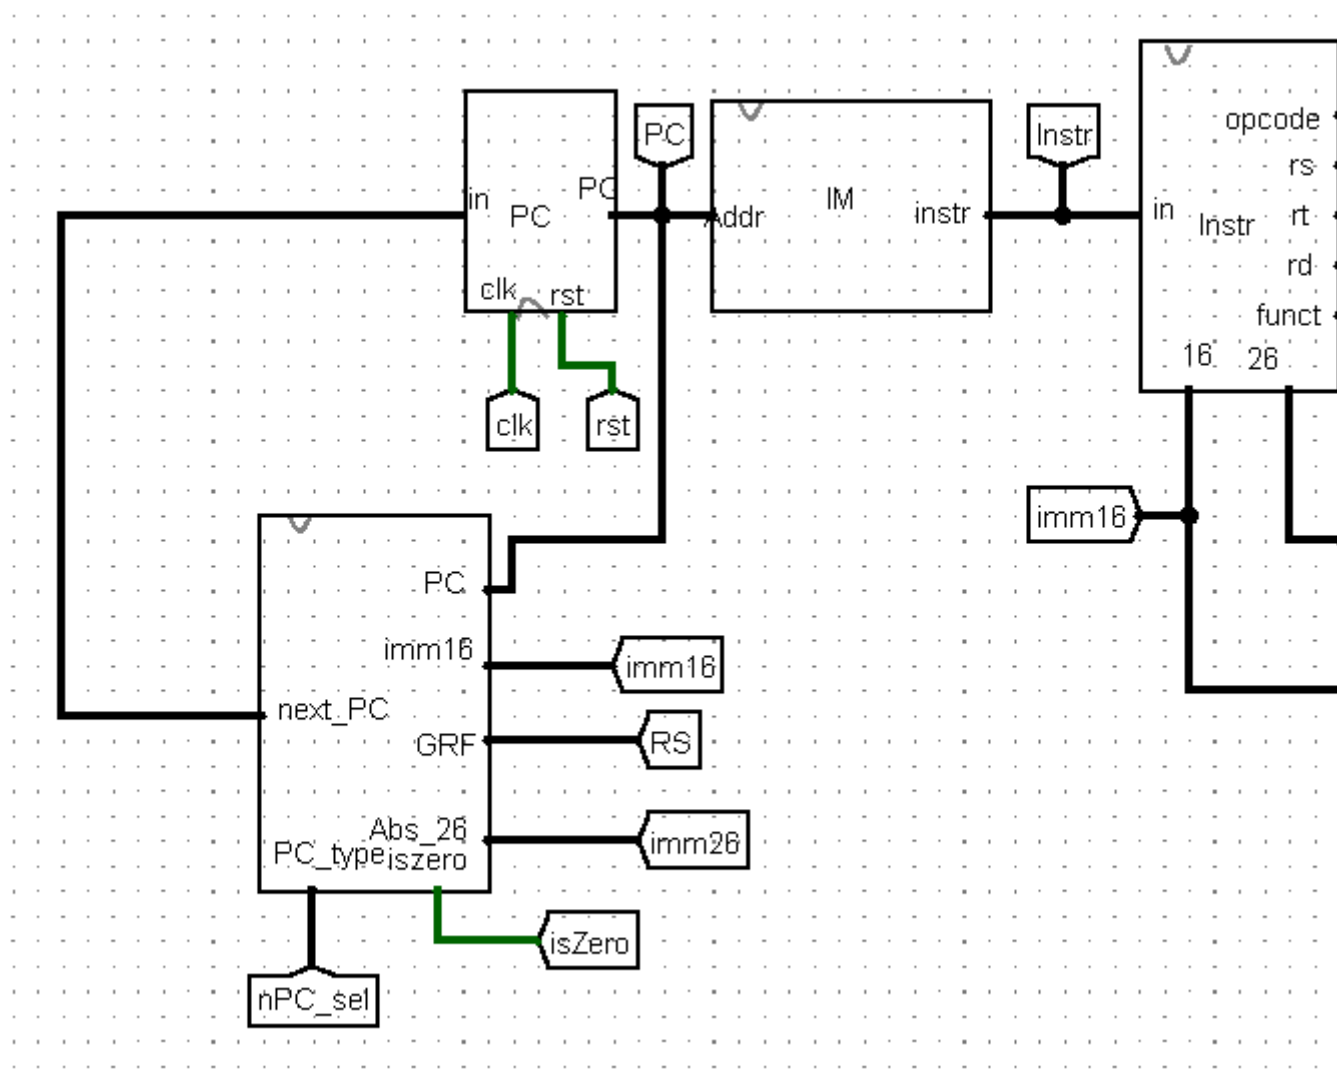 PC
Instr
opcode
rs
in
PC
PC
Addr
IM
instr
in
Instr
rt
rd
clk
rst
funct
16
26
clk
rst
imm16
PC
imm16
imm16
next_PC
GRF
RS
Abs_26
imm26
PC_type
iszero
isZero
nPC_sel